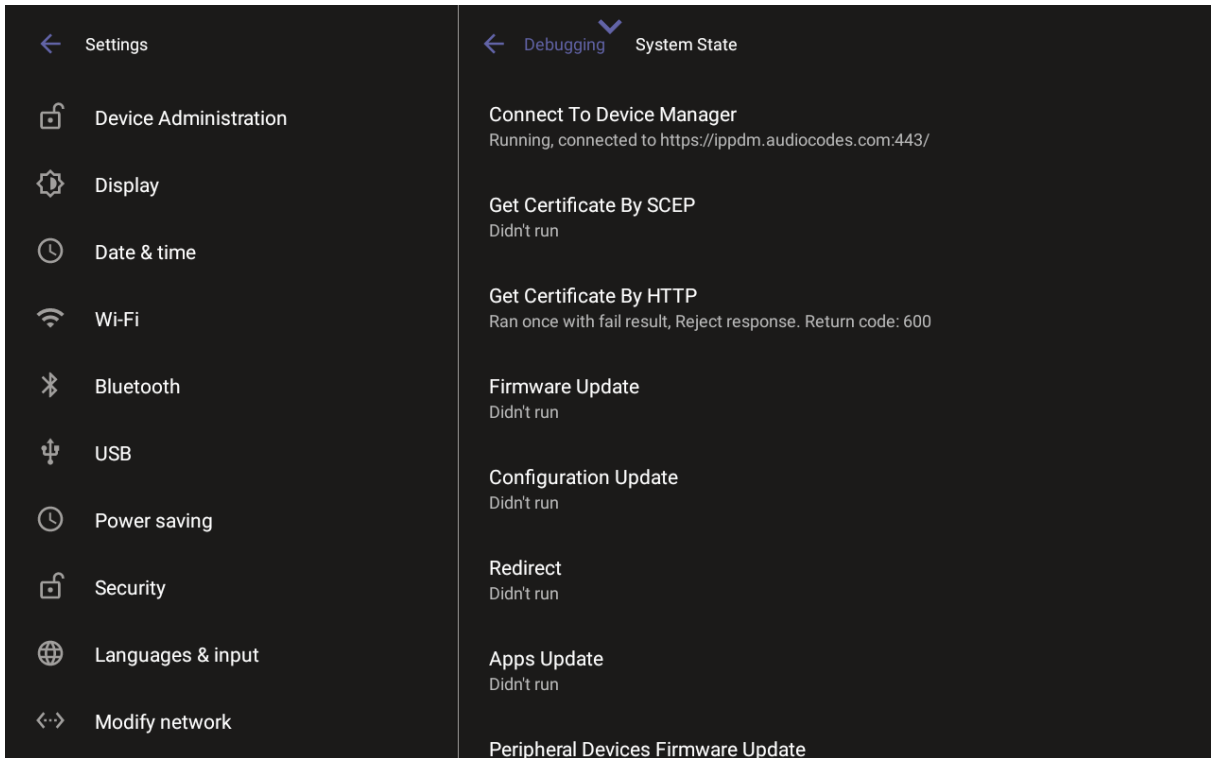 Settings
Device Administration
Display
Date & time
Wi-Fi
Bluetooth
USB
Power saving
Security
Languages & input
Modify network
Debugging System State
Connect To Device Manager
Running, connected to https://ippdm.audiocodes.com:443/
Get Certificate By SCEP
Didn't run
Get Certificate By HTTP
Ran once with fail result, Reject response. Return code: 600
Firmware Update
Didn't run
Configuration Update
Didn't run
Redirect
Didn't run
Apps Update
Didn't run
Peripheral Devices Firmware Update